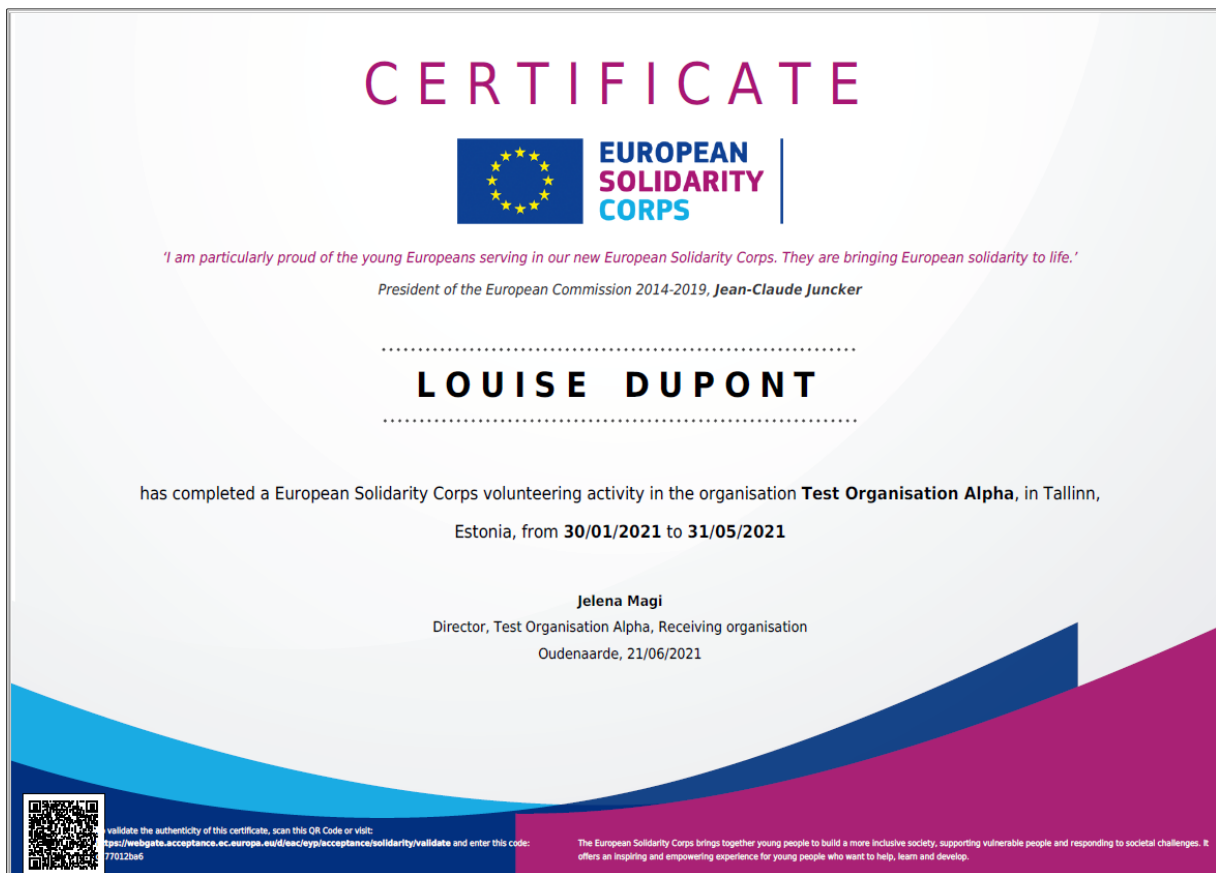 CERTIFICATE
EUROPEAN
SOLIDARITY
CORPS
‘I am particularly proud of the young Europeans serving in our new European Solidarity Corps. They are bringing European solidarity to life.’
President of the European Commission 2014-2019, Jean-Claude Juncker
LOUISE DUPONT
has completed a European Solidarity Corps volunteering activity in the organisation Test Organisation Alpha, in Tallinn,
Estonia, from 30/01/2021 to 31/05/2021
Jelena Magi
Director, Test Organisation Alpha, Receiving organisation
Oudenaarde, 21/06/2021
validate the authenticity of this certificate, scan this QR Code or visit:
ttps://webgate.acceptance.ec.europa.eu/d/eac/eyp/acceptance/solidarity/validate and enter this code:
77012ba6
The European Solidarity Corps brings together young people to build a more inclusive society, supporting vulnerable people and responding to societal challenges. It
offers an inspiring and empowering experience for young people who want to help, learn and develop.